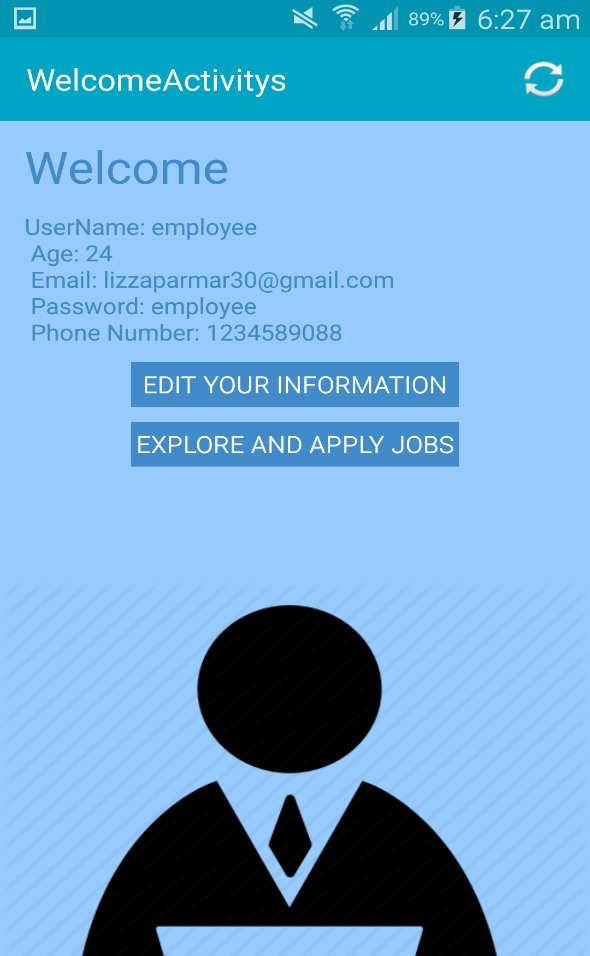 89% 6:27 am
WelcomeActivitys
Welcome
UserName: employee
Age: 24
Email: lizzaparmar30@gmail.com
Password: employee
Phone Number: 1234589088
EDIT YOUR INFORMATION
EXPLORE AND APPLY JOBS